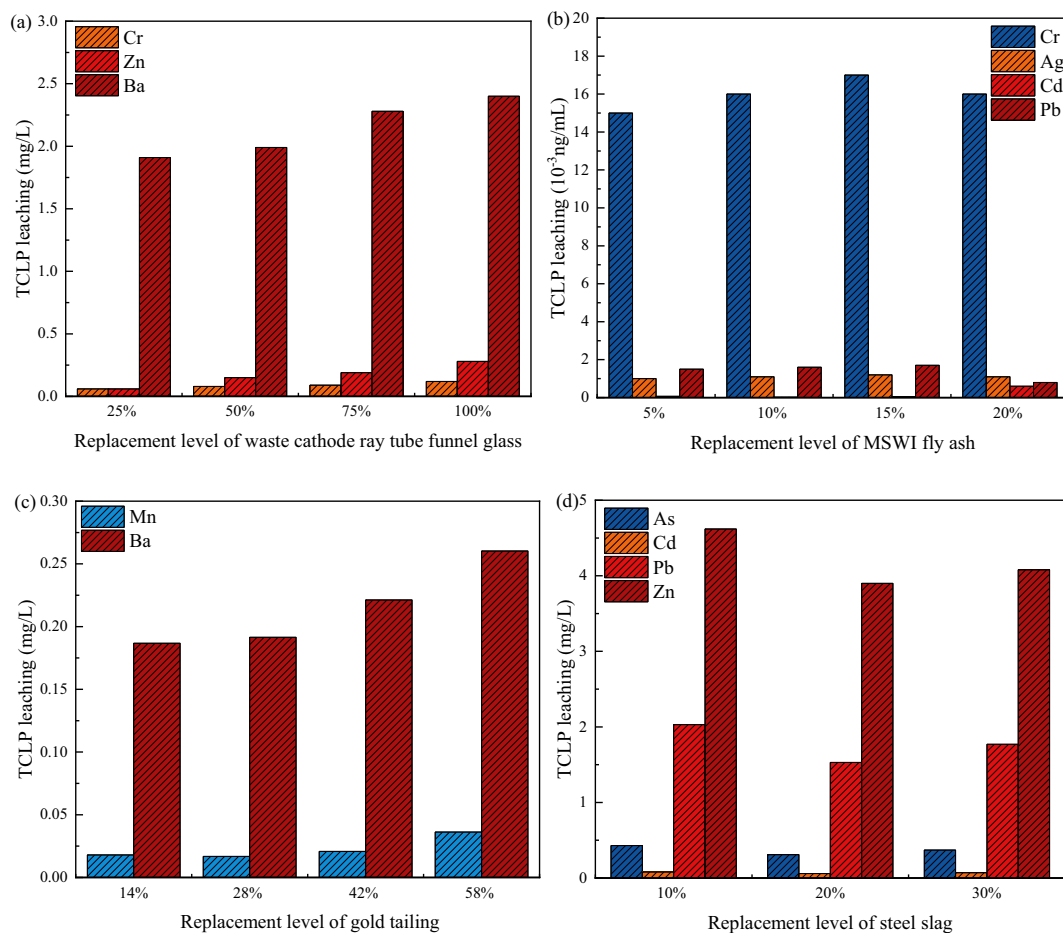 (a)
3.0
2.5
2.0
1.5
1.0
0.5
0.0
TCLP leaching (mg/L)
Cr
Zn
Ba
25% 50% 75% 100%
Replacement level of waste cathode ray tube funnel glass
(b)
20
18
16
14
12
10
8
6
4
2
0
TCLP leaching (10⁻³ng/mL)
Cr
Ag
Cd
Pb
5% 10% 15% 20%
Replacement level of MSWI fly ash
(c)
0.30
0.25
0.20
0.15
0.10
0.05
0.00
TCLP leaching (mg/L)
Mn
Ba
14% 28% 42% 58%
Replacement level of gold tailing
(d)
5
4
3
2
1
0
TCLP leaching (mg/L)
As
Cd
Pb
Zn
10% 20% 30%
Replacement level of steel slag